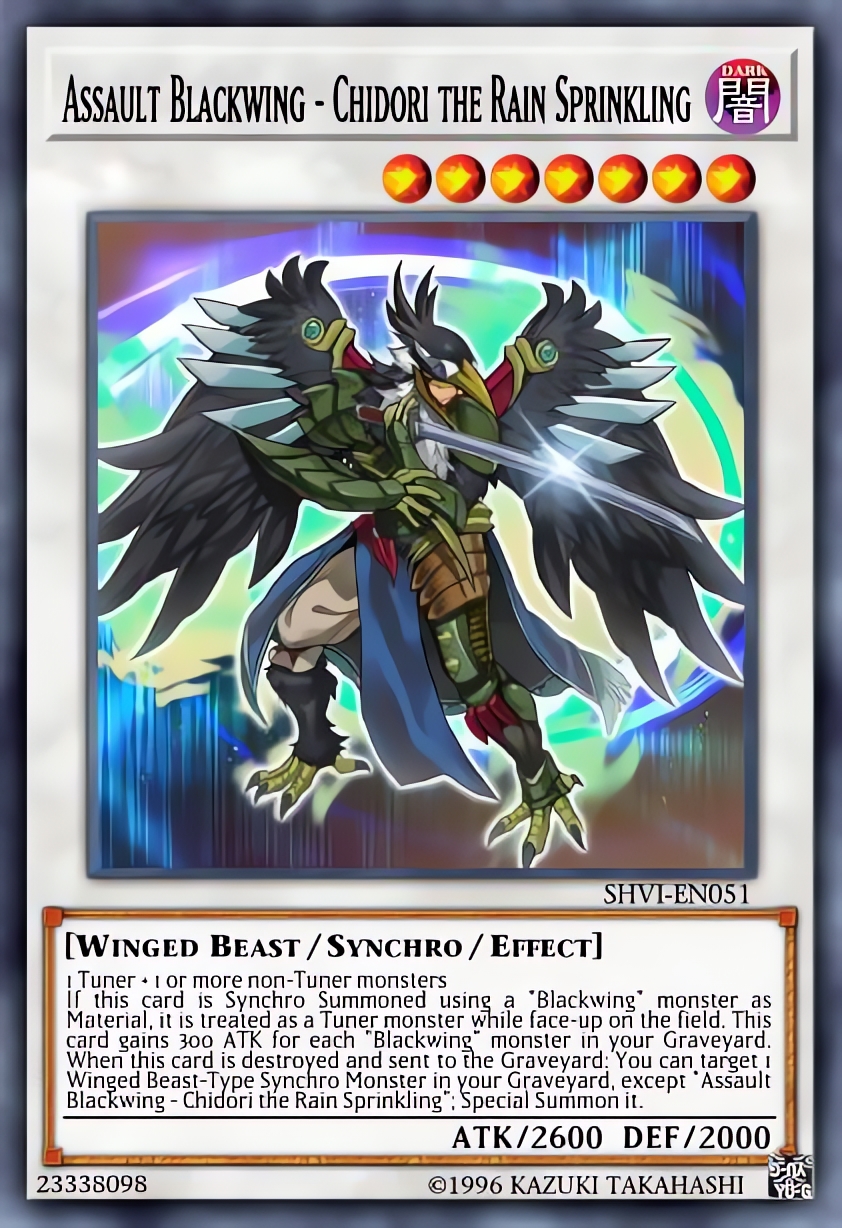 ASSAULT BLACKWING - CHIDORI THE RAIN SPRINKLING
DARK
闇
SHVI-EN051
[WINGED BEAST/SYNCHRO/EFFECT]
1 Tuner + 1 or more non-Tuner monsters
If this card is Synchro Summoned using a "Blackwing" monster as
Material, it is treated as a Tuner monster while face-up on the field. This
card gains 300 ATK for each "Blackwing" monster in your Graveyard.
When this card is destroyed and sent to the Graveyard: You can target 1
Winged Beast-Type Synchro Monster in your Graveyard, except "Assault
Blackwing - Chidori the Rain Sprinkling"; Special Summon it.
ATK/2600 DEF/2000
23338098
©1996 KAZUKI TAKAHASHI